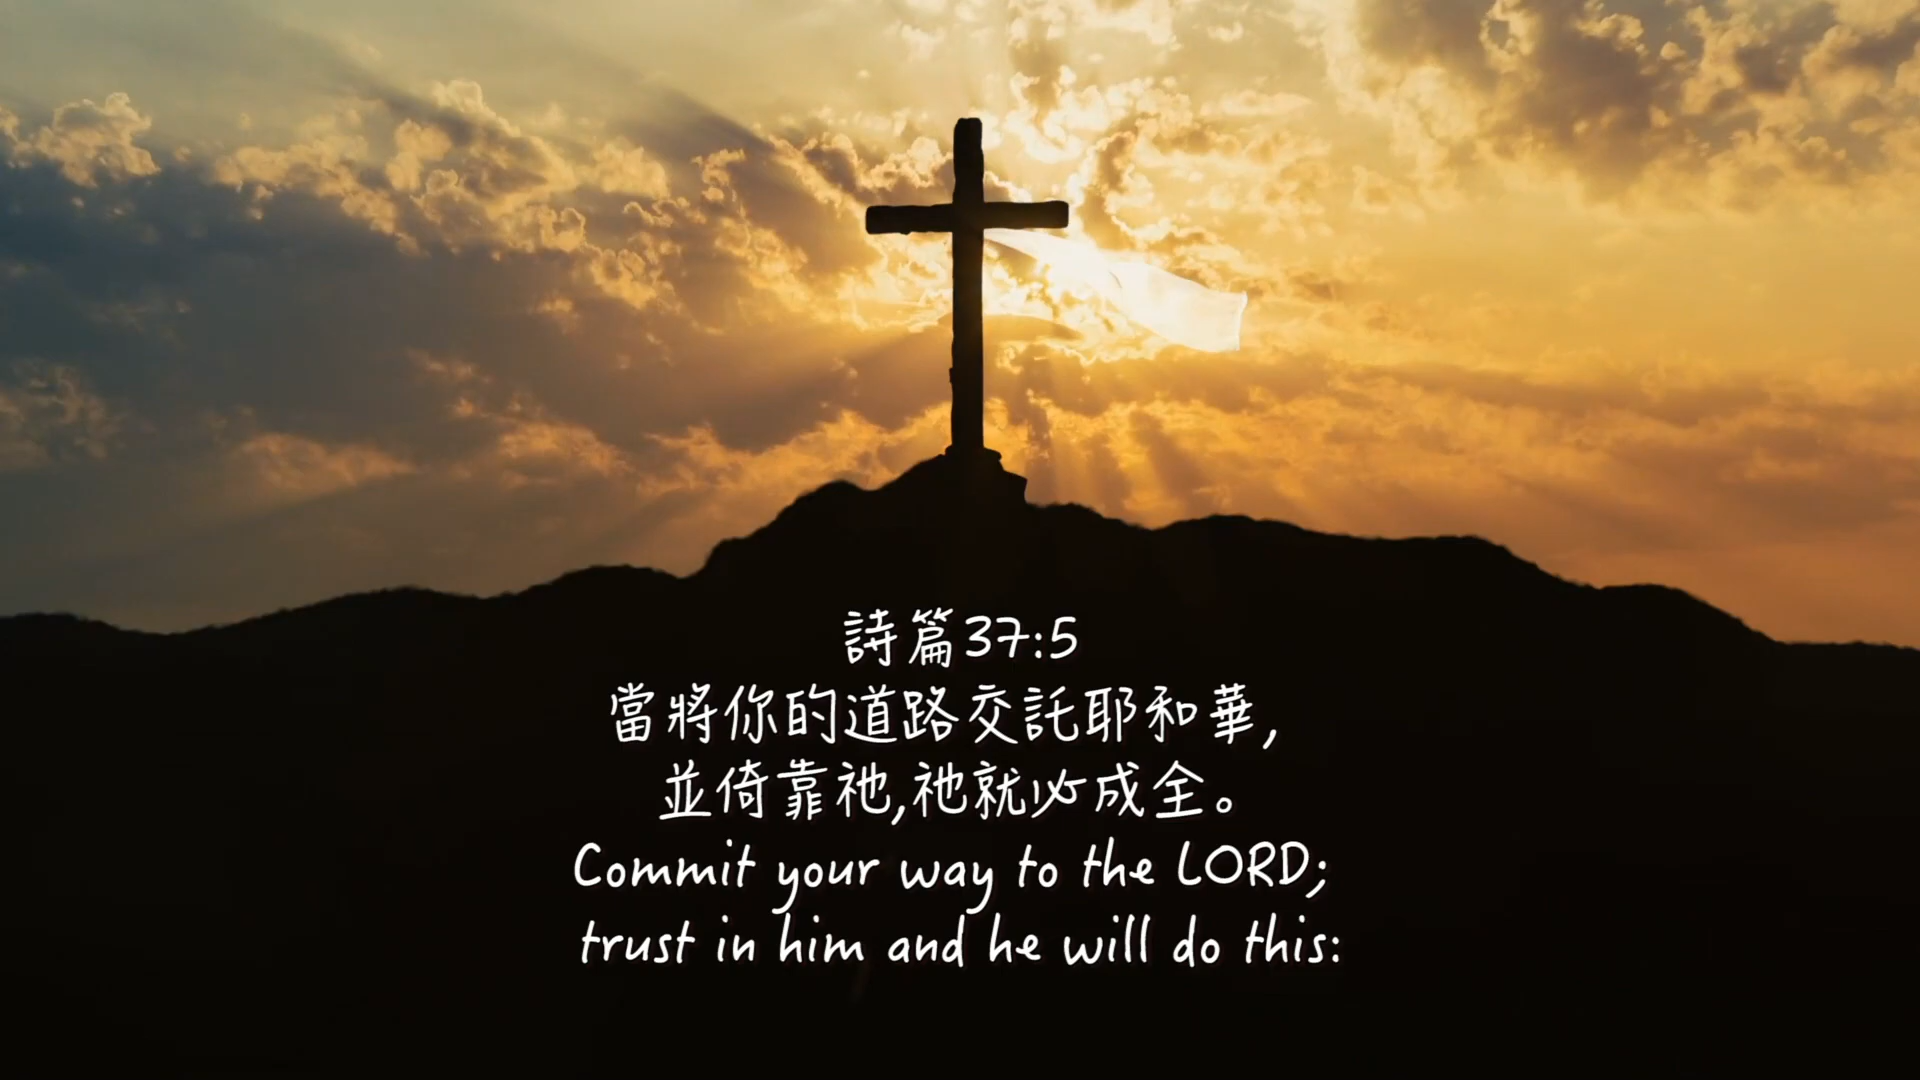 詩篇37:5
當將你的道路交託耶和華,
並倚靠祂,祂就必成全。
Commit your way to the LORD;
trust in him and he will do this: